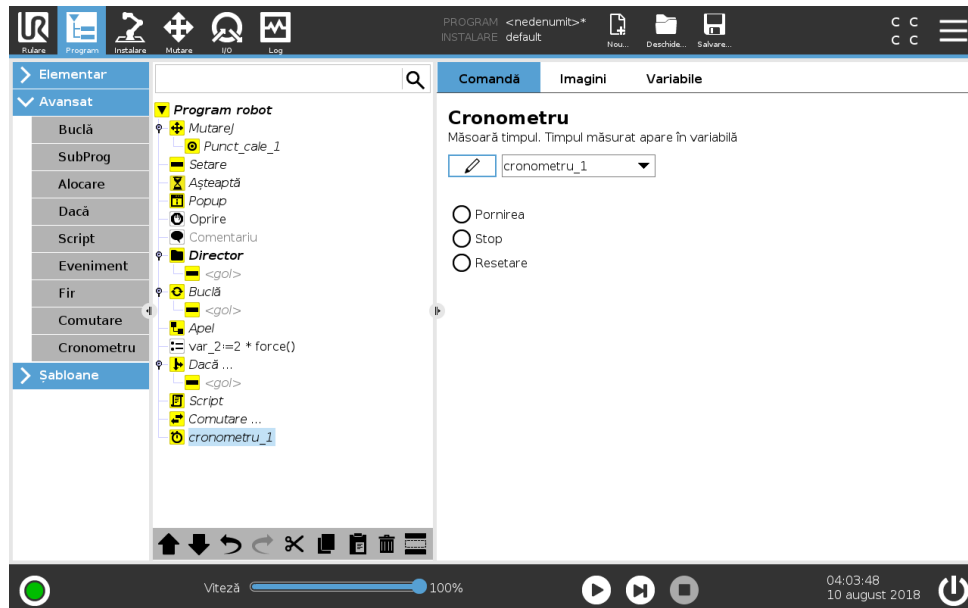 PROGRAM <nedenumit>*
INSTALARE default
UR
Rulare
Program
Instalare
Mutare
I/O
Log
Nou...
Deschide...
Salvare...
C C
C C
Elementar
Avansat
Buclă
SubProg
Alocare
Dacă
Script
Eveniment
Fir
Comutare
Cronometru
Șabloane
Program robot
MutareJ
Punct_cale_1
Setare
Așteaptă
Popup
Oprire
Comentariu
Director
<gol>
Buclă
<gol>
Apel
var_2:=2 * force()
Dacă ...
<gol>
Script
Comutare ...
cronometru_1
Comandă
Imagini
Variabile
Cronometru
Măsoară timpul. Timpul măsurat apare în variabilă
cronometru_1
Pornirea
Stop
Resetare
Viteză
100%
04:03:48
10 august 2018